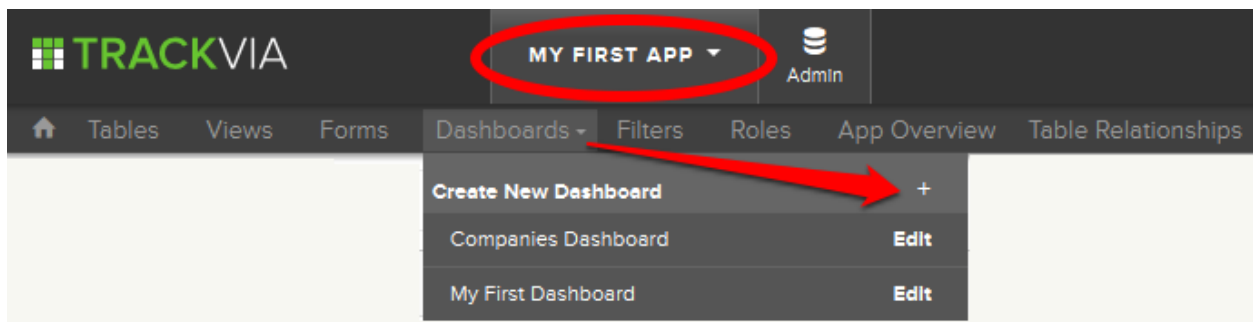 TRACKVIA
MY FIRST APP
Admin
Tables Views Forms Dashboards Filters Roles App Overview Table Relationships
Create New Dashboard +
Companies Dashboard Edit
My First Dashboard Edit